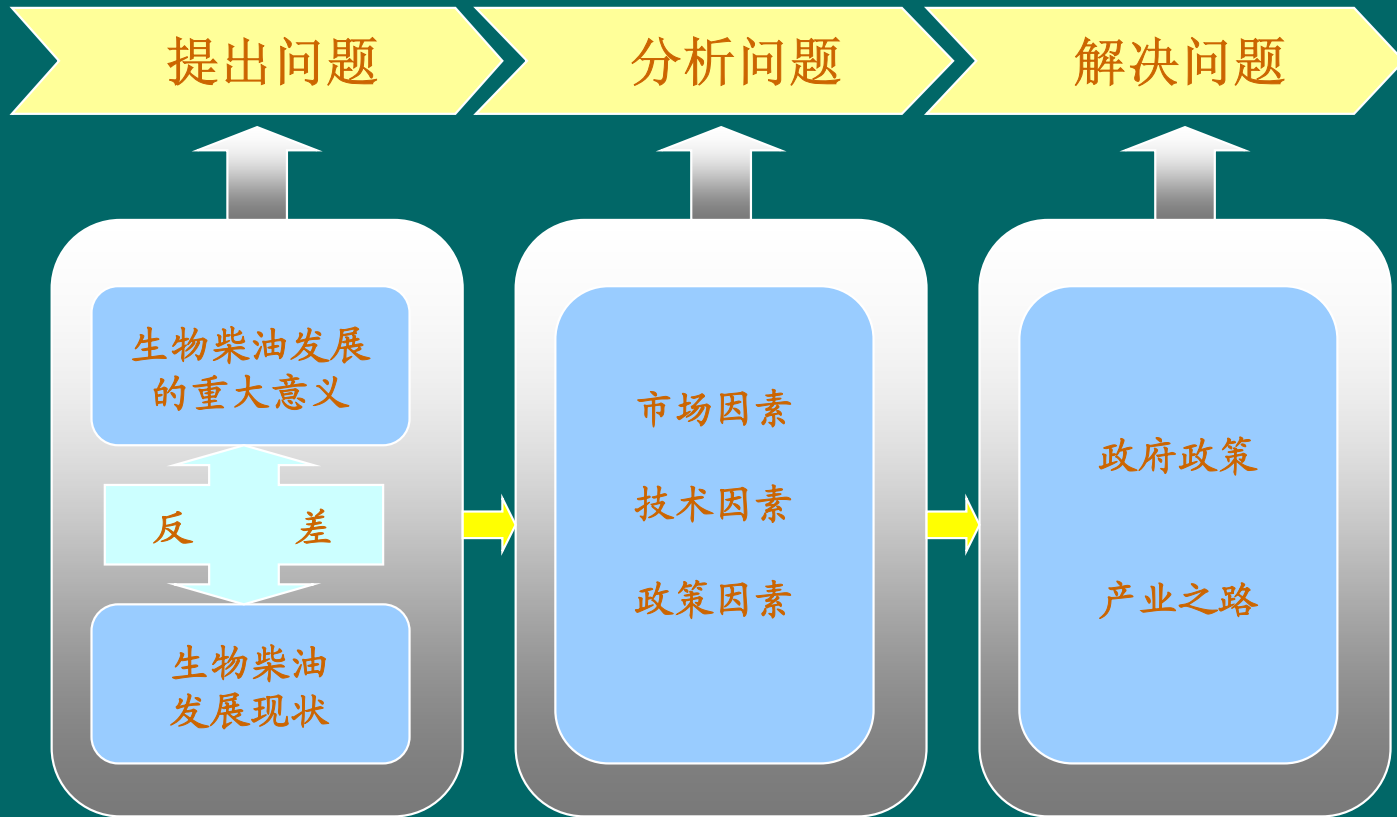 提出问题
分析问题
解决问题
生物柴油发展
的重大意义
反 差
生物柴油
发展现状
市场因素
技术因素
政策因素
政府政策
产业之路